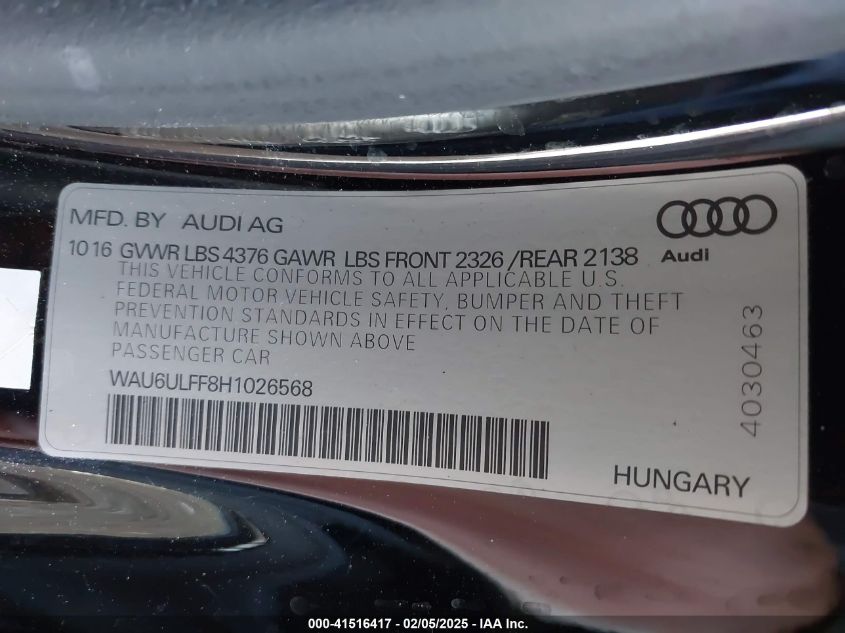 MFD. BY AUDI AG
1016 GVWR LBS 4376 GAWR LBS FRONT 2326 /REAR 2138
Audi
THIS VEHICLE CONFORMS TO ALL APPLICABLE U.S.
FEDERAL MOTOR VEHICLE SAFETY, BUMPER AND THEFT
PREVENTION STANDARDS IN EFFECT ON THE DATE OF
MANUFACTURE SHOWN ABOVE
PASSENGER CAR
WAU6ULFF8H1026568
4030463
HUNGARY
000-41516417 - 02/05/2025 - IAA Inc.